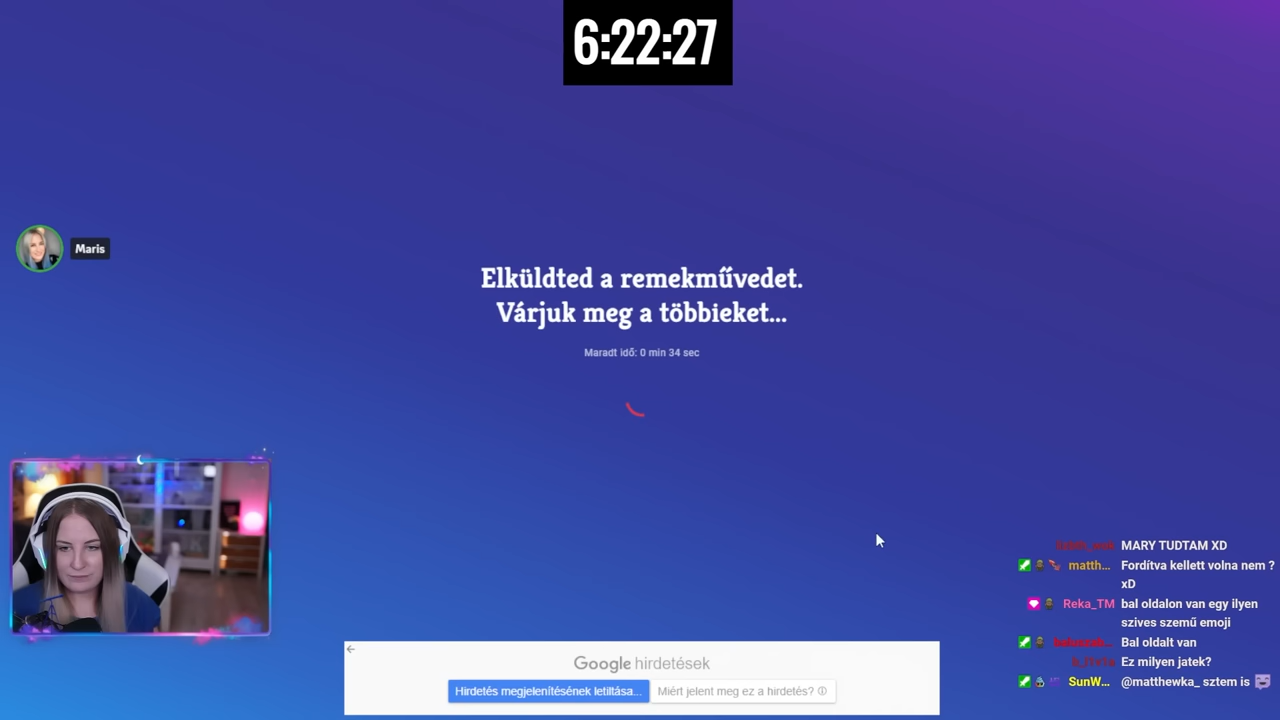 6:22:27
Maris
Elküldted a remekművedet.
Várjuk meg a többieket...
Maradt idő: 0 min 34 sec
MARY TUDTAM XD
matth... Fordítva kellett volna nem ?
xD
Reka_TM bal oldalon van egy ilyen
szives szemű emoji
Bal oldalt van
Ez milyen jatek?
SunW... @matthewka_ sztem is
Google hirdetések
Hirdetés megjelenítésének letiltása...
Miért jelent meg ez a hirdetés?